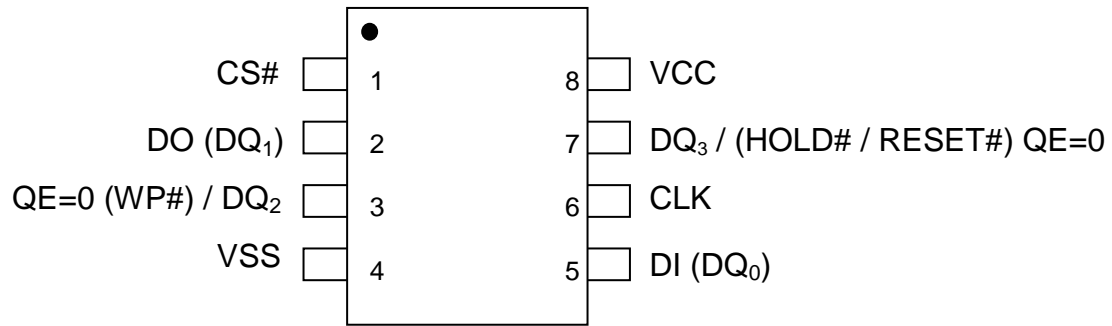 CS# 1 8 VCC
DO (DQ₁) 2 7 DQ₃ / (HOLD# / RESET#) QE=0
QE=0 (WP#) / DQ₂ 3 6 CLK
VSS 4 5 DI (DQ₀)